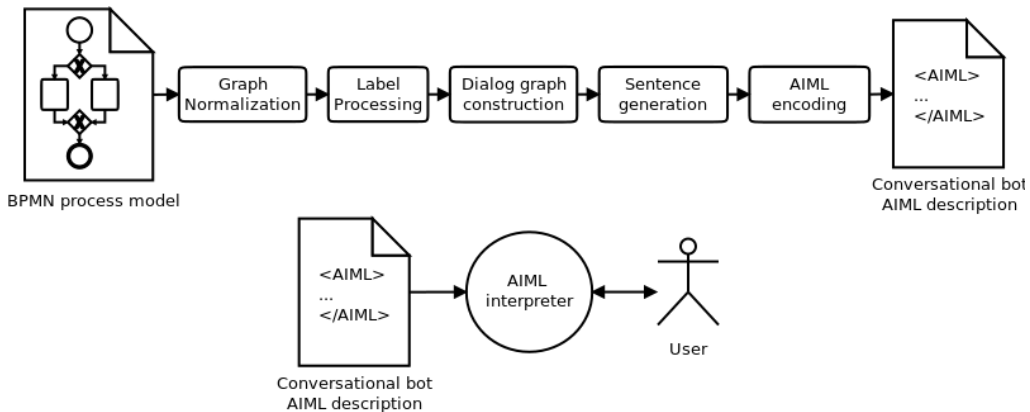 Graph
Normalization
Label
Processing
Dialog graph
construction
Sentence
generation
AIML
encoding
<AIML>
...
</AIML>
BPMN process model
Conversational bot
AIML description
<AIML>
...
</AIML>
AIML
interpreter
User
Conversational bot
AIML description